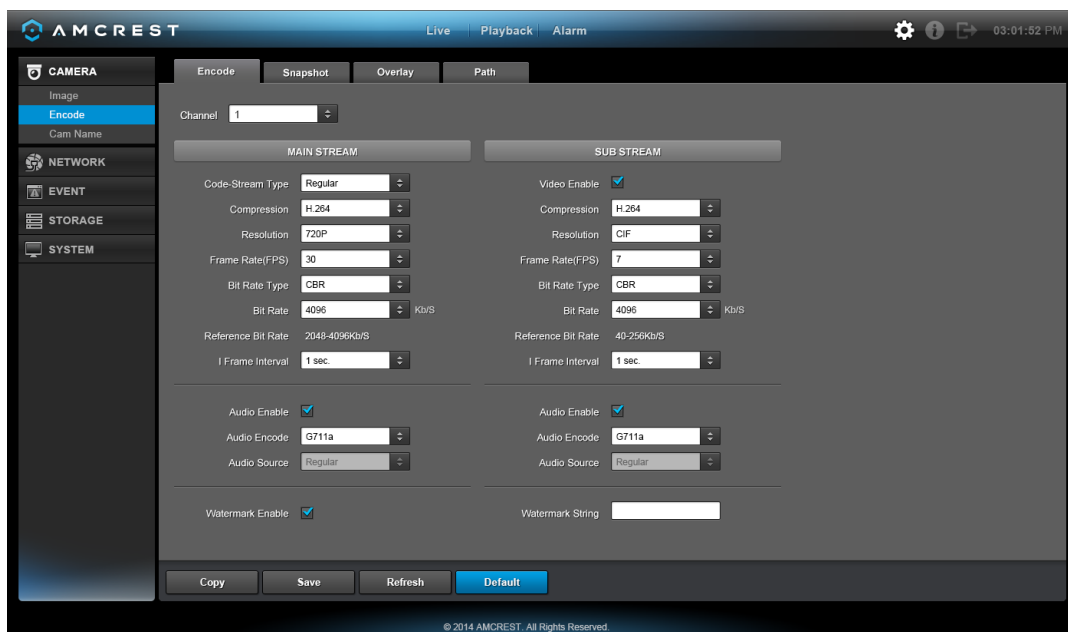 AMCREST
Live Playback Alarm
03:01:52 PM
CAMERA
Image
Encode
Cam Name
NETWORK
EVENT
STORAGE
SYSTEM
Encode Snapshot Overlay Path
Channel 1
MAIN STREAM
Code-Stream Type Regular
Compression H.264
Resolution 720P
Frame Rate(FPS) 30
Bit Rate Type CBR
Bit Rate 4096 Kb/S
Reference Bit Rate 2048-4096Kb/S
I Frame Interval 1 sec.
Audio Enable
Audio Encode G711a
Audio Source Regular
Watermark Enable
SUB STREAM
Video Enable
Compression H.264
Resolution CIF
Frame Rate(FPS) 7
Bit Rate Type CBR
Bit Rate 4096 Kb/S
Reference Bit Rate 40-256Kb/S
I Frame Interval 1 sec.
Audio Enable
Audio Encode G711a
Audio Source Regular
Watermark String
Copy Save Refresh Default
© 2014 AMCREST. All Rights Reserved.